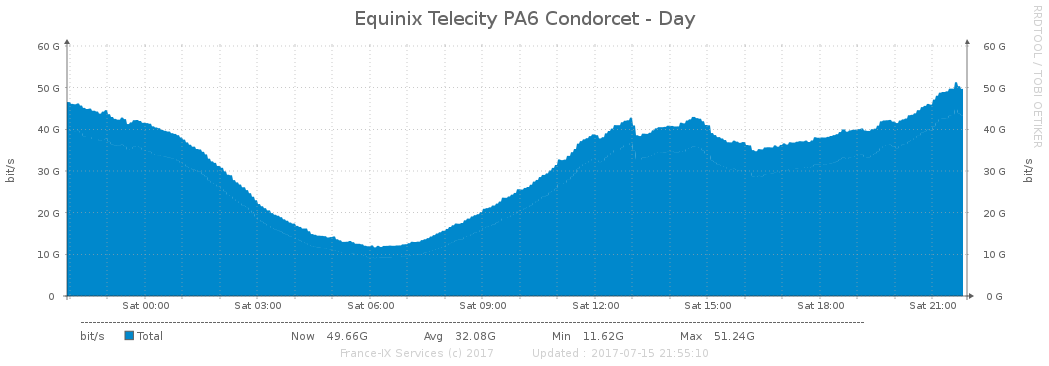 Equinix Telecity PA6 Condorcet - Day
RRDTOOL / TOBI OETIKER
60 G 60 G
50 G 50 G
40 G 40 G
30 G 30 G
20 G 20 G
10 G 10 G
0 0 G
bit/s bit/s
Sat 00:00 Sat 03:00 Sat 06:00 Sat 09:00 Sat 12:00 Sat 15:00 Sat 18:00 Sat 21:00
bit/s Total Now 49.66G Avg 32.08G Min 11.62G Max 51.24G
France-IX Services (c) 2017 Updated : 2017-07-15 21:55:10